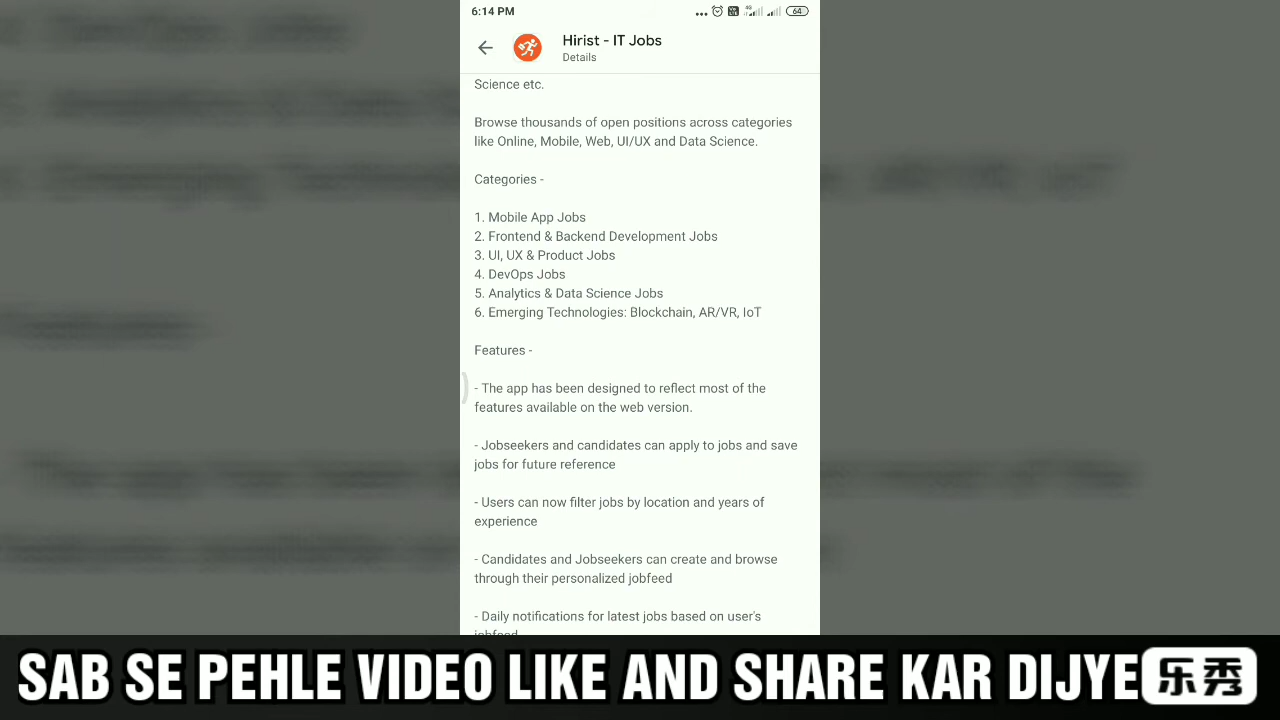 6:14 PM
4G
64
Hirist - IT Jobs
Details
Science etc.
Browse thousands of open positions across categories
like Online, Mobile, Web, UI/UX and Data Science.
Categories -
1. Mobile App Jobs
2. Frontend & Backend Development Jobs
3. UI, UX & Product Jobs
4. DevOps Jobs
5. Analytics & Data Science Jobs
6. Emerging Technologies: Blockchain, AR/VR, IoT
Features -
- The app has been designed to reflect most of the
features available on the web version.
- Jobseekers and candidates can apply to jobs and save
jobs for future reference
- Users can now filter jobs by location and years of
experience
- Candidates and Jobseekers can create and browse
through their personalized jobfeed
- Daily notifications for latest jobs based on user's
jobfeed
SAB SE PEHLE VIDEO LIKE AND SHARE KAR DIJYE 乐秀